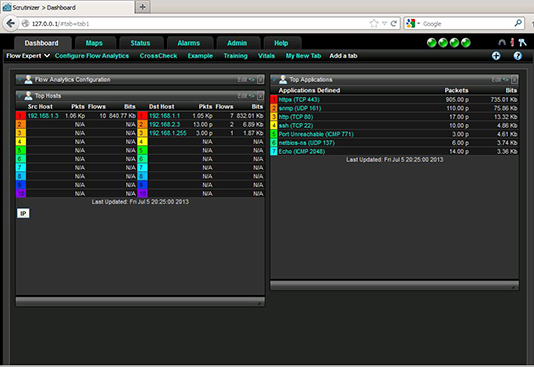 Scrutinizer > Dashboard
127.0.0.1/#tab=tab1
Google
Dashboard Maps Status Alarms Admin Help
Flow Expert Configure Flow Analytics CrossCheck Example Training Vitals My New Tab Add a tab
Flow Analytics Configuration Edit
Top Hosts Edit
Src Host Pkts Flows Bits Dst Host Pkts Flows Bits
1 192.168.1.3 1.06 Kp 10 840.77 Kb 1 192.168.1.1 1.05 Kp 7 832.01 Kb
2 N/A N/A 2 192.168.2.3 13.00 p 2 6.89 Kb
3 N/A N/A 3 192.168.1.255 3.00 p 1 1.87 Kb
4 N/A N/A 4 N/A N/A
5 N/A N/A 5 N/A N/A
6 N/A N/A 6 N/A N/A
7 N/A N/A 7 N/A N/A
8 N/A N/A 8 N/A N/A
9 N/A N/A 9 N/A N/A
10 N/A N/A 10 N/A N/A
Last Updated: Fri Jul 5 20:25:00 2013
IP
Top Applications Edit
Applications Defined Packets Bits
1 https (TCP 443) 905.00 p 735.01 Kb
2 snmp (UDP 161) 110.00 p 75.86 Kb
3 http (TCP 80) 17.00 p 13.32 Kb
4 ssh (TCP 22) 10.00 p 4.86 Kb
5 Port Unreachable (ICMP 771) 3.00 p 4.61 Kb
6 netbios-ns (UDP 137) 6.00 p 3.74 Kb
7 Echo (ICMP 2048) 14.00 p 3.36 Kb
Last Updated: Fri Jul 5 20:25:00 2013